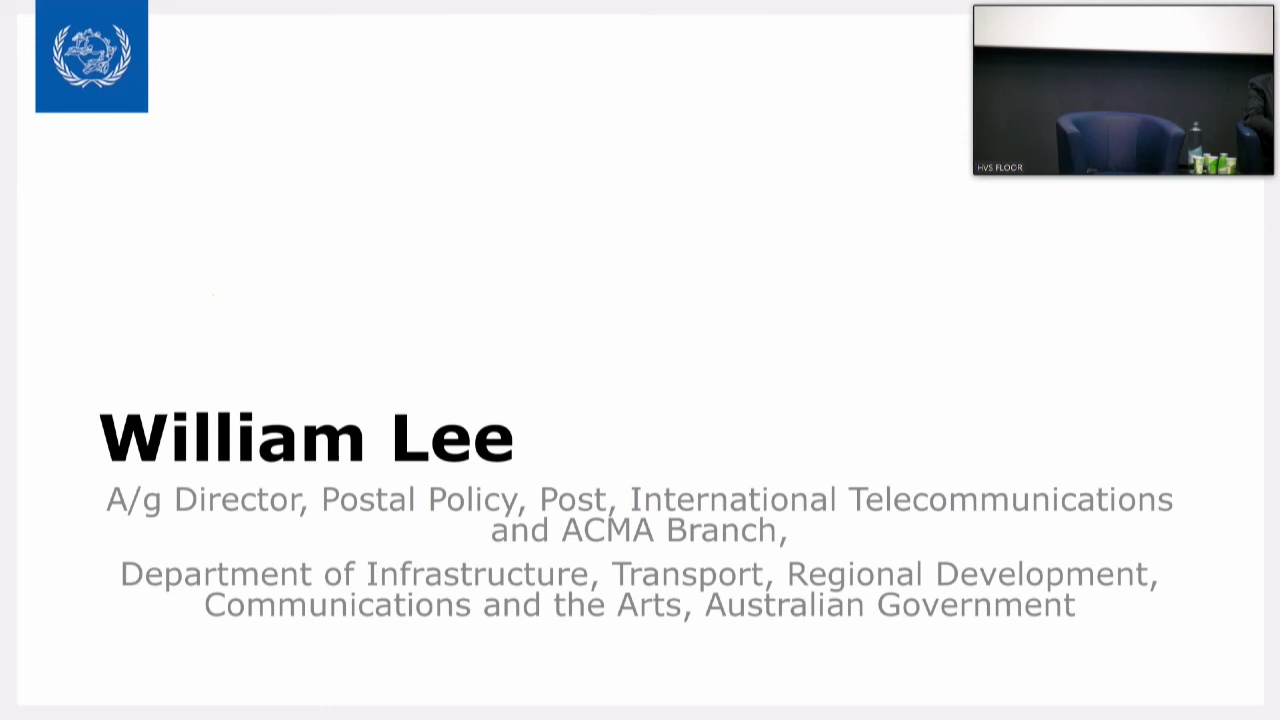 HVS FLOOR
William Lee
A/g Director, Postal Policy, Post, International Telecommunications
and ACMA Branch,
Department of Infrastructure, Transport, Regional Development,
Communications and the Arts, Australian Government